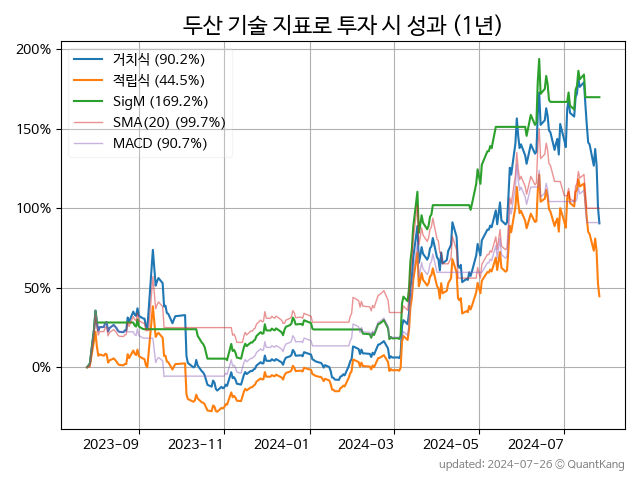 두산 기술 지표로 투자 시 성과 (1년)
200%
150%
100%
50%
0%
거치식 (90.2%)
적립식 (44.5%)
SigM (169.2%)
SMA(20) (99.7%)
MACD (90.7%)
2023-09 2023-11 2024-01 2024-03 2024-05 2024-07
updated: 2024-07-26 © QuantKang